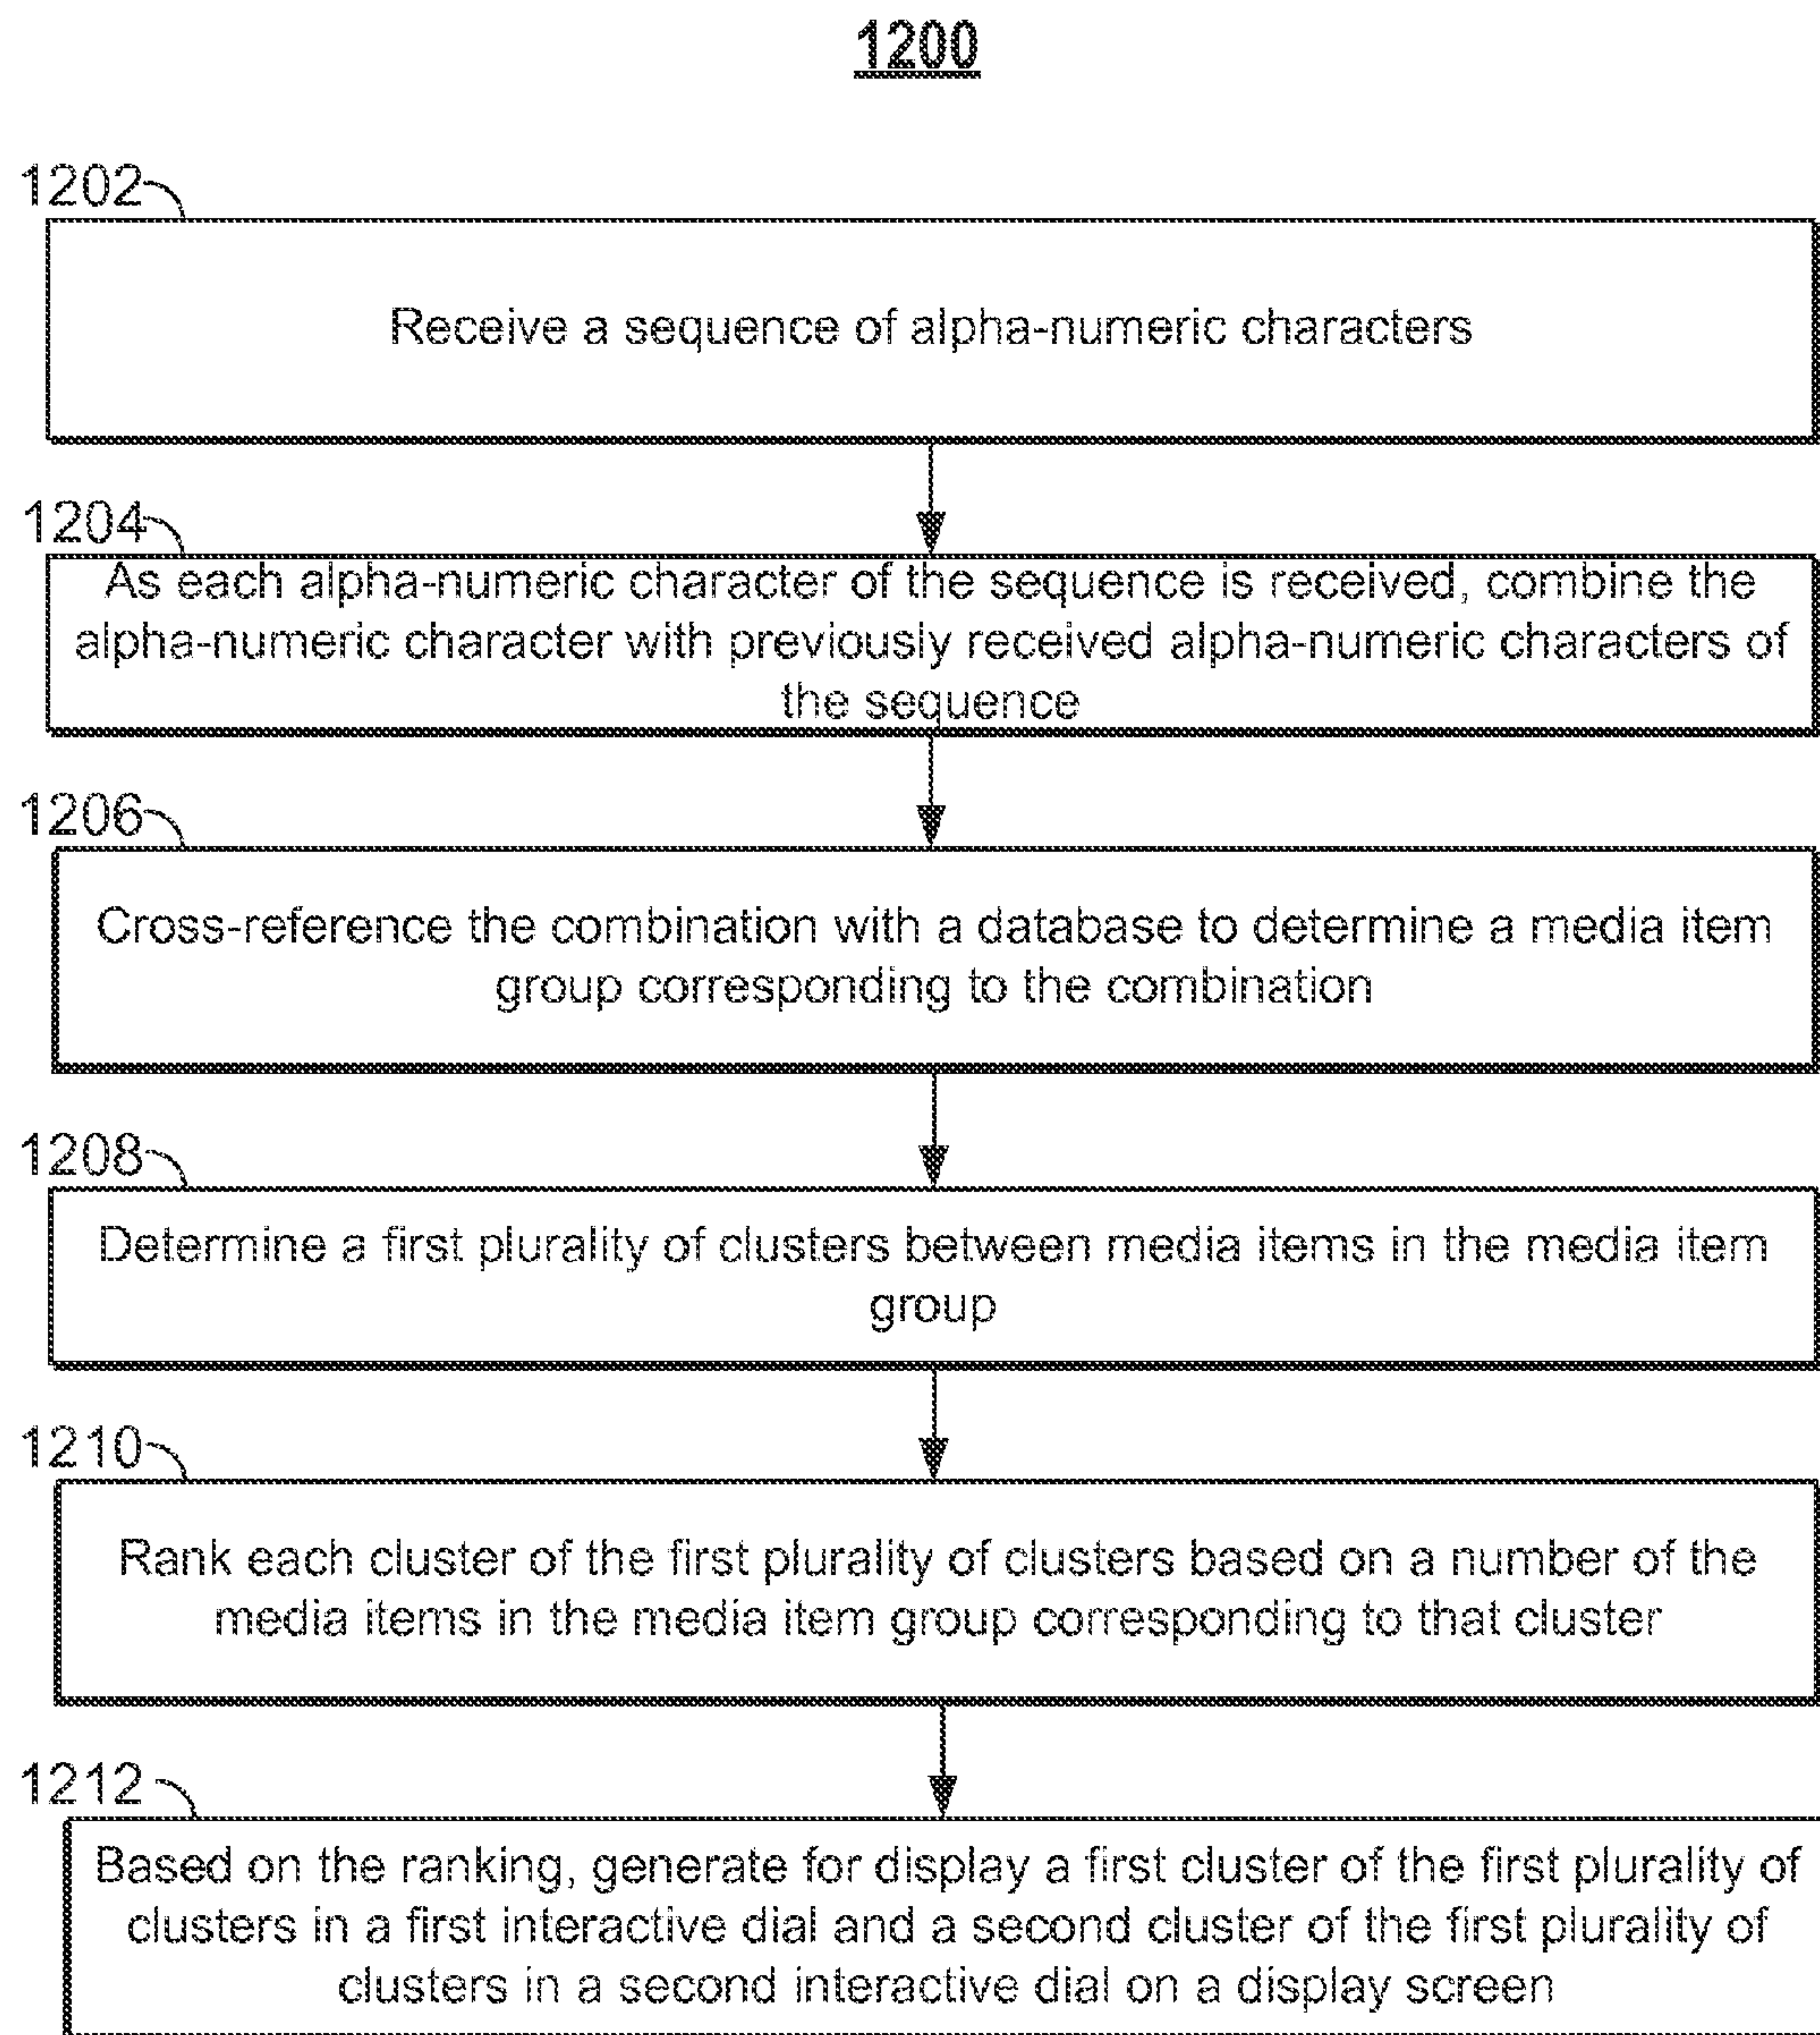 1200
1202
Receive a sequence of alpha-numeric characters
1204
As each alpha-numeric character of the sequence is received, combine the
alpha-numeric character with previously received alpha-numeric characters of
the sequence
1206
Cross-reference the combination with a database to determine a media item
group corresponding to the combination
1208
Determine a first plurality of clusters between media items in the media item
group
1210
Rank each cluster of the first plurality of clusters based on a number of the
media items in the media item group corresponding to that cluster
1212
Based on the ranking, generate for display a first cluster of the first plurality of
clusters in a first interactive dial and a second cluster of the first plurality of
clusters in a second interactive dial on a display screen